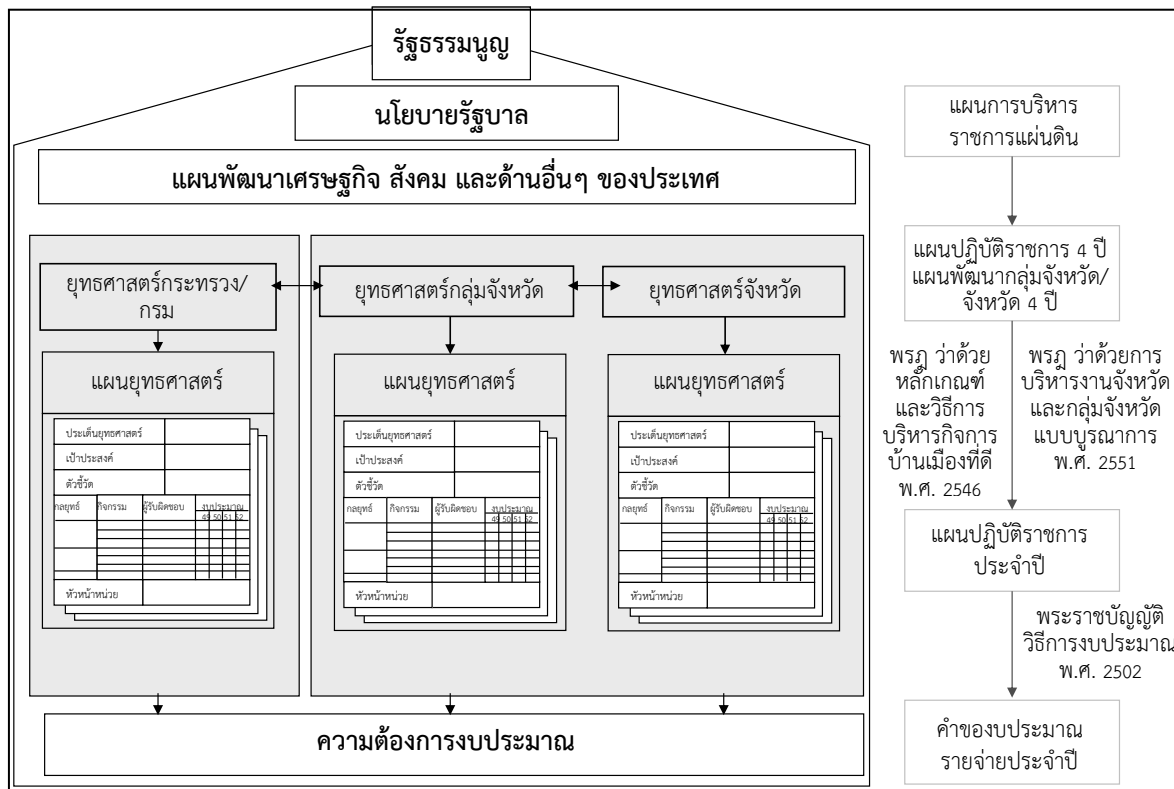 รัฐธรรมนูญ
นโยบายรัฐบาล
แผนพัฒนาเศรษฐกิจ สังคม และด้านอื่นๆ ของประเทศ
ยุทธศาสตร์กระทรวง/
กรม
ยุทธศาสตร์กลุ่มจังหวัด
ยุทธศาสตร์จังหวัด
แผนยุทธศาสตร์
ประเด็นยุทธศาสตร์
เป้าประสงค์
ตัวชี้วัด
กลยุทธ์ กิจกรรม ผู้รับผิดชอบ งบประมาณ
49 50 51 52
หัวหน้าหน่วย
แผนยุทธศาสตร์
ประเด็นยุทธศาสตร์
เป้าประสงค์
ตัวชี้วัด
กลยุทธ์ กิจกรรม ผู้รับผิดชอบ งบประมาณ
49 50 51 52
หัวหน้าหน่วย
แผนยุทธศาสตร์
ประเด็นยุทธศาสตร์
เป้าประสงค์
ตัวชี้วัด
กลยุทธ์ กิจกรรม ผู้รับผิดชอบ งบประมาณ
49 50 51 52
หัวหน้าหน่วย
ความต้องการงบประมาณ
แผนการบริหาร
ราชการแผ่นดิน
แผนปฏิบัติราชการ 4 ปี
แผนพัฒนากลุ่มจังหวัด/
จังหวัด 4 ปี
พรฎ ว่าด้วย
หลักเกณฑ์
และวิธีการ
บริหารกิจการ
บ้านเมืองที่ดี
พ.ศ. 2546
พรฎ ว่าด้วยการ
บริหารงานจังหวัด
และกลุ่มจังหวัด
แบบบูรณาการ
พ.ศ. 2551
แผนปฏิบัติราชการ
ประจำปี
พระราชบัญญัติ
วิธีการงบประมาณ
พ.ศ. 2502
คำของบประมาณ
รายจ่ายประจำปี